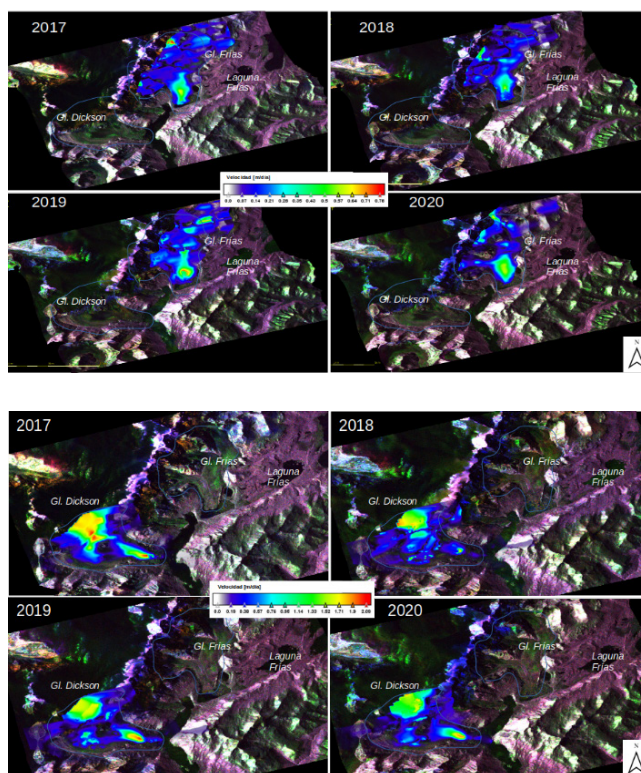 2017
Gl. Frías
Laguna
Frías
Gl. Dickson
2018
Gl. Frías
Laguna
Frías
Gl. Dickson
Velocidad [m/día]
2019
Gl. Frías
Laguna
Frías
Gl. Dickson
2020
Gl. Frías
Laguna
Frías
Gl. Dickson
N
2017
Gl. Frías
Laguna
Frías
Gl. Dickson
2018
Gl. Frías
Laguna
Frías
Gl. Dickson
Velocidad [m/día]
2019
Gl. Frías
Laguna
Frías
Gl. Dickson
2020
Gl. Frías
Laguna
Frías
Gl. Dickson
N